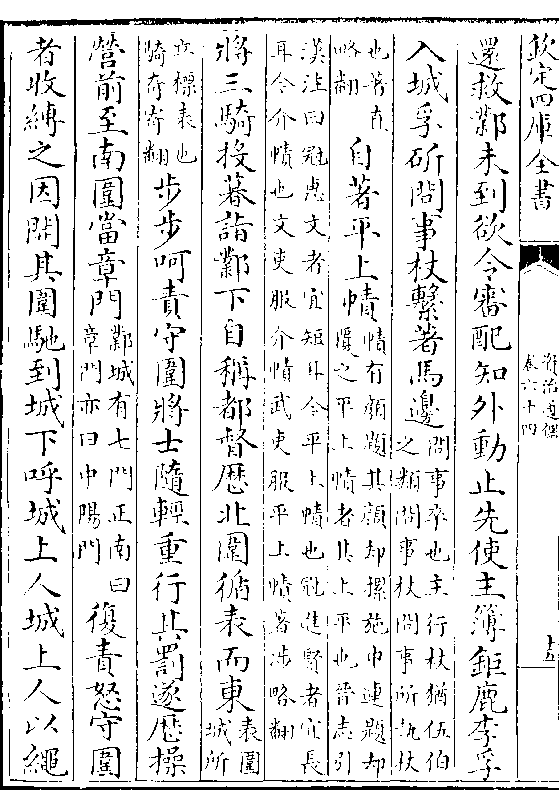 欽定四庫全書
資治通鑑
卷六十四
十五
還救鄴未到欲令審配知外動止先使主簿鉅鹿李孚
入城孚斫問事杖繫著馬邊
問事卒也主行杖猶伍伯
之類問事杖問事所執杖
也著直
略翻
自著平上幘
幘有顔題其顔却摞施巾連題却
覆之平上幘者其上平也晉志引
漢注曰冠惠文者宜短耳今平上幘也冠進賢者宜長
耳今介幘也文吏服介幘武吏服平上幘著涉略翻
將三騎投暮詣鄴下自稱都督歷北圍循表而東
表圍
城所
立標表也
騎奇寄翻
步步呵責守圍將士隨輕重行其罰遂歷操
營前至南圍當章門
鄴城有七門正南曰
章門亦曰中陽門
復責怒守圍
者收縛之因開其圍馳到城下呼城上人城上人以繩